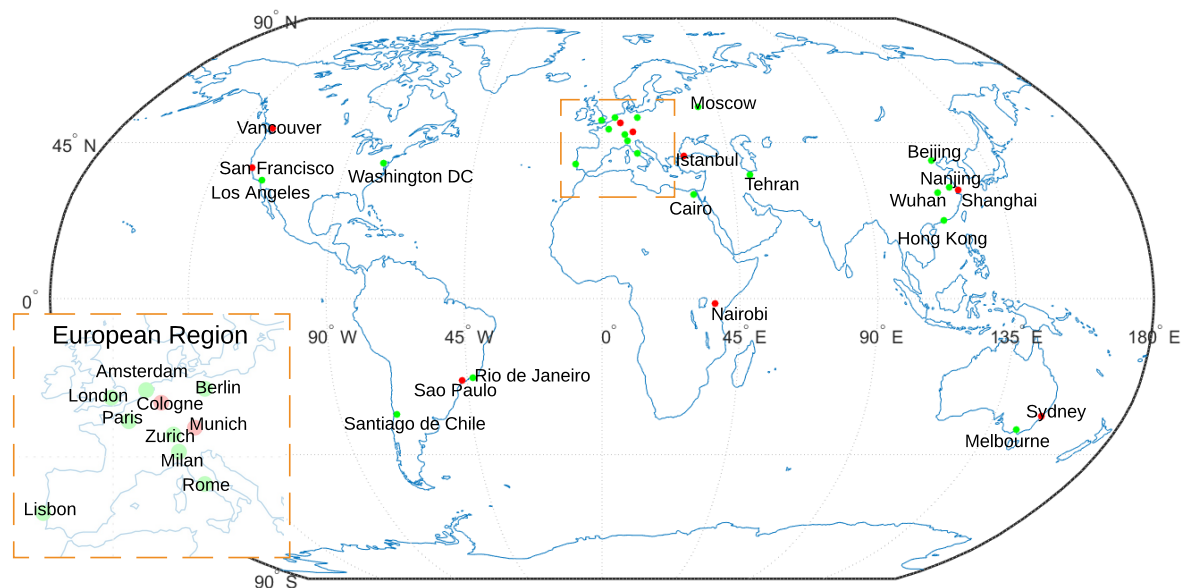 90° N
Moscow
Vancouver
45° N
Beijing
Istanbul
San Francisco
Washington DC
Nanjing
Tehran
Los Angeles
Wuhan
Shanghai
Cairo
Hong Kong
0°
Nairobi
90° W
45° W
0°
45° E
90° E
135° E
180° E
European Region
Amsterdam
Berlin
London
Cologne
Paris
Munich
Zurich
Milan
Rome
Lisbon
Rio de Janeiro
Sao Paulo
Santiago de Chile
Sydney
Melbourne
90° S